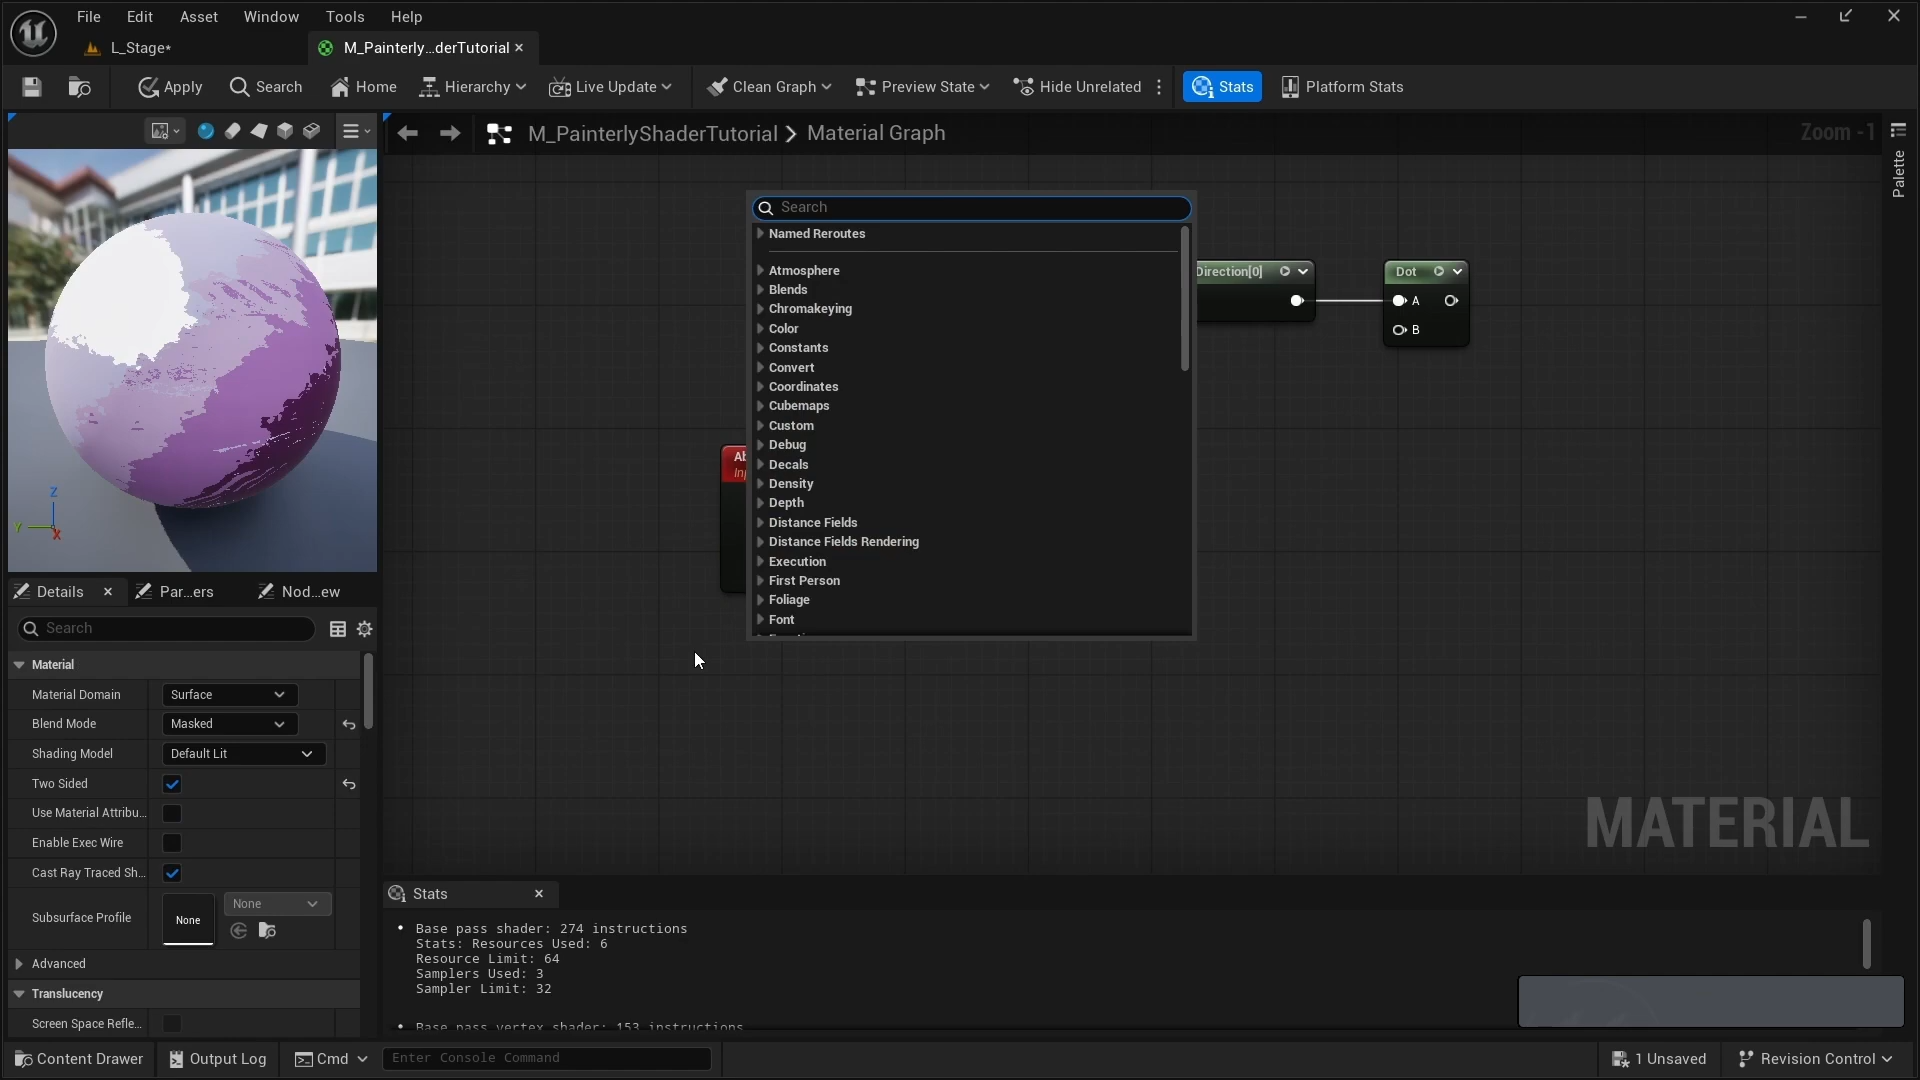 File Edit Asset Window Tools Help
L_Stage* M_Painterly...derTutorial
Apply Search Home Hierarchy Live Update Clean Graph Preview State Hide Unrelated Stats Platform Stats
M_PainterlyShaderTutorial > Material Graph
Zoom -1
Palette
Search
Named Reroutes
Atmosphere
Blends
Chromakeying
Color
Constants
Convert
Coordinates
Cubemaps
Custom
Debug
Decals
Density
Depth
Distance Fields
Distance Fields Rendering
Execution
First Person
Foliage
Font
Direction[0]
Dot
A
B
Z
Y
X
Details Par...ers Nod...ew
Search
Material
Material Domain Surface
Blend Mode Masked
Shading Model Default Lit
Two Sided
Use Material Attribu...
Enable Exec Wire
Cast Ray Traced Sh...
Subsurface Profile None None
Advanced
Translucency
Screen Space Refle...
MATERIAL
Stats
Base pass shader: 274 instructions
Stats: Resources Used: 6
Resource Limit: 64
Samplers Used: 3
Sampler Limit: 32
Base pass vertex shader: 153 instructions
Content Drawer Output Log Cmd Enter Console Command 1 Unsaved Revision Control